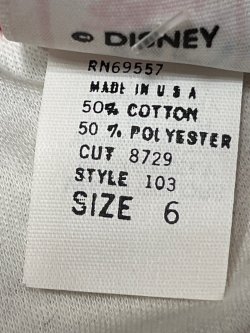 © DISNEY
RN69557
MADE IN U S A
50% COTTON
50 % POLYESTER
CUT 8729
STYLE 103
SIZE 6